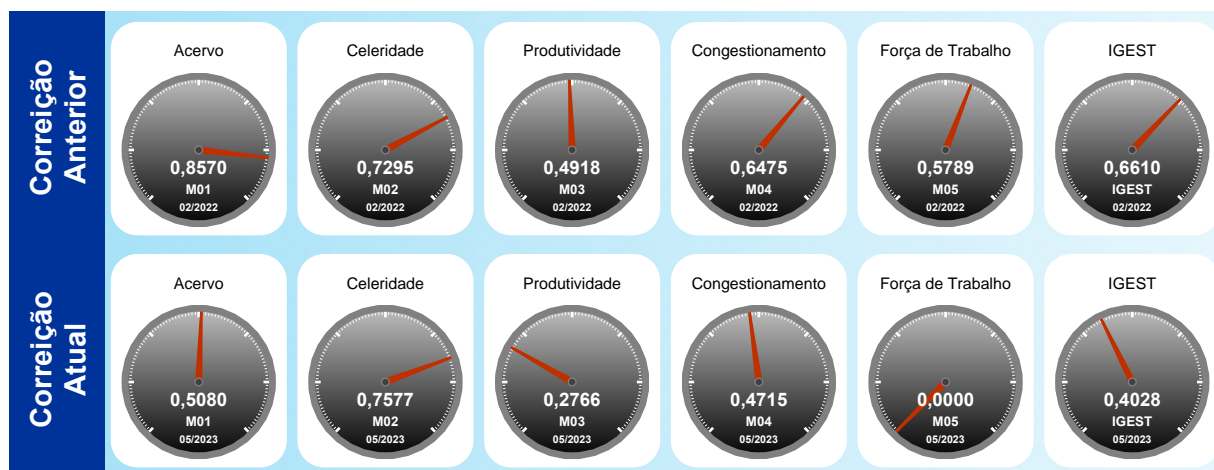 Correição
Anterior
Acervo
0,8570
M01
02/2022
Celeridade
0,7295
M02
02/2022
Produtividade
0,4918
M03
02/2022
Congestionamento
0,6475
M04
02/2022
Força de Trabalho
0,5789
M05
02/2022
IGEST
0,6610
IGEST
02/2022
Correição
Atual
Acervo
0,5080
M01
05/2023
Celeridade
0,7577
M02
05/2023
Produtividade
0,2766
M03
05/2023
Congestionamento
0,4715
M04
05/2023
Força de Trabalho
0,0000
M05
05/2023
IGEST
0,4028
IGEST
05/2023